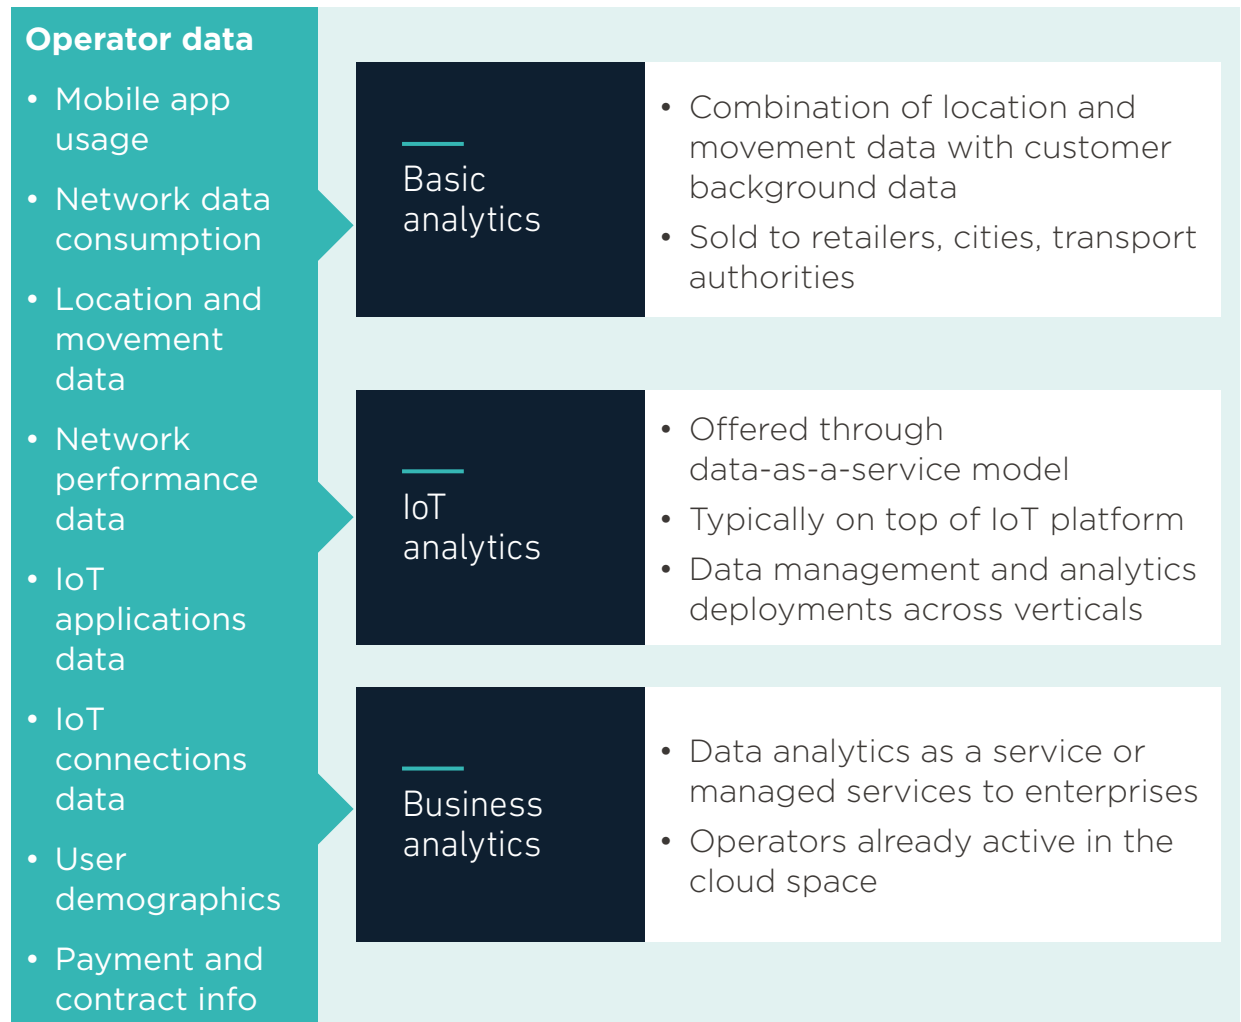 Operator data
• Mobile app
usage
• Network data
consumption
• Location and
movement
data
• Network
performance
data
• IoT
applications
data
• IoT
connections
data
• User
demographics
• Payment and
contract info
Basic
analytics
• Combination of location and
movement data with customer
background data
• Sold to retailers, cities, transport
authorities
IoT
analytics
• Offered through
data-as-a-service model
• Typically on top of IoT platform
• Data management and analytics
deployments across verticals
Business
analytics
• Data analytics as a service or
managed services to enterprises
• Operators already active in the
cloud space